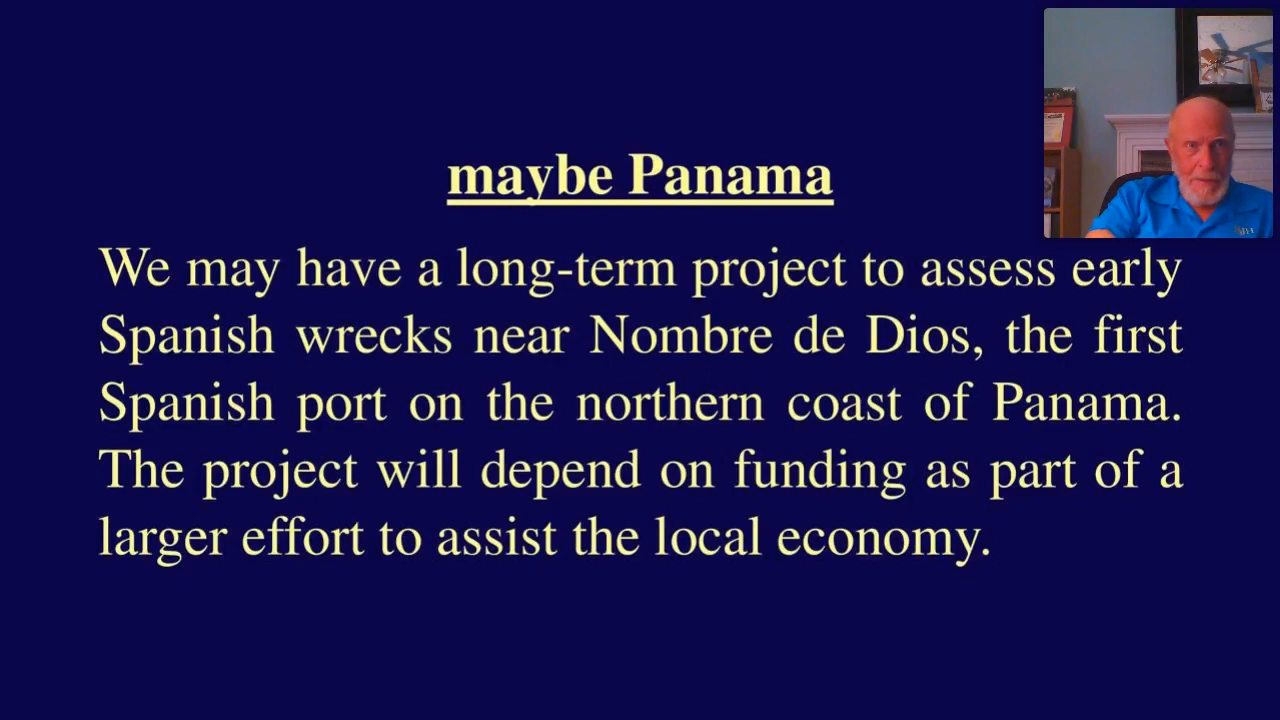 maybe Panama
We may have a long-term project to assess early
Spanish wrecks near Nombre de Dios, the first
Spanish port on the northern coast of Panama.
The project will depend on funding as part of a
larger effort to assist the local economy.